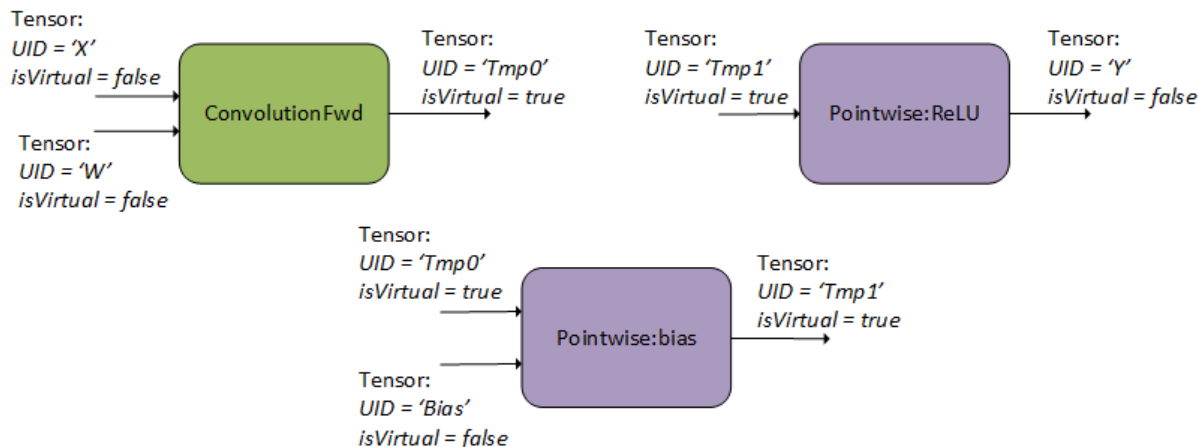 Tensor:
UID = ‘X’
isVirtual = false
Tensor:
UID = ‘W’
isVirtual = false
ConvolutionFwd
Tensor:
UID = ‘Tmp0’
isVirtual = true
Tensor:
UID = ‘Tmp1’
isVirtual = true
Pointwise:ReLU
Tensor:
UID = ‘Y’
isVirtual = false
Tensor:
UID = ‘Tmp0’
isVirtual = true
Tensor:
UID = ‘Bias’
isVirtual = false
Pointwise:bias
Tensor:
UID = ‘Tmp1’
isVirtual = true